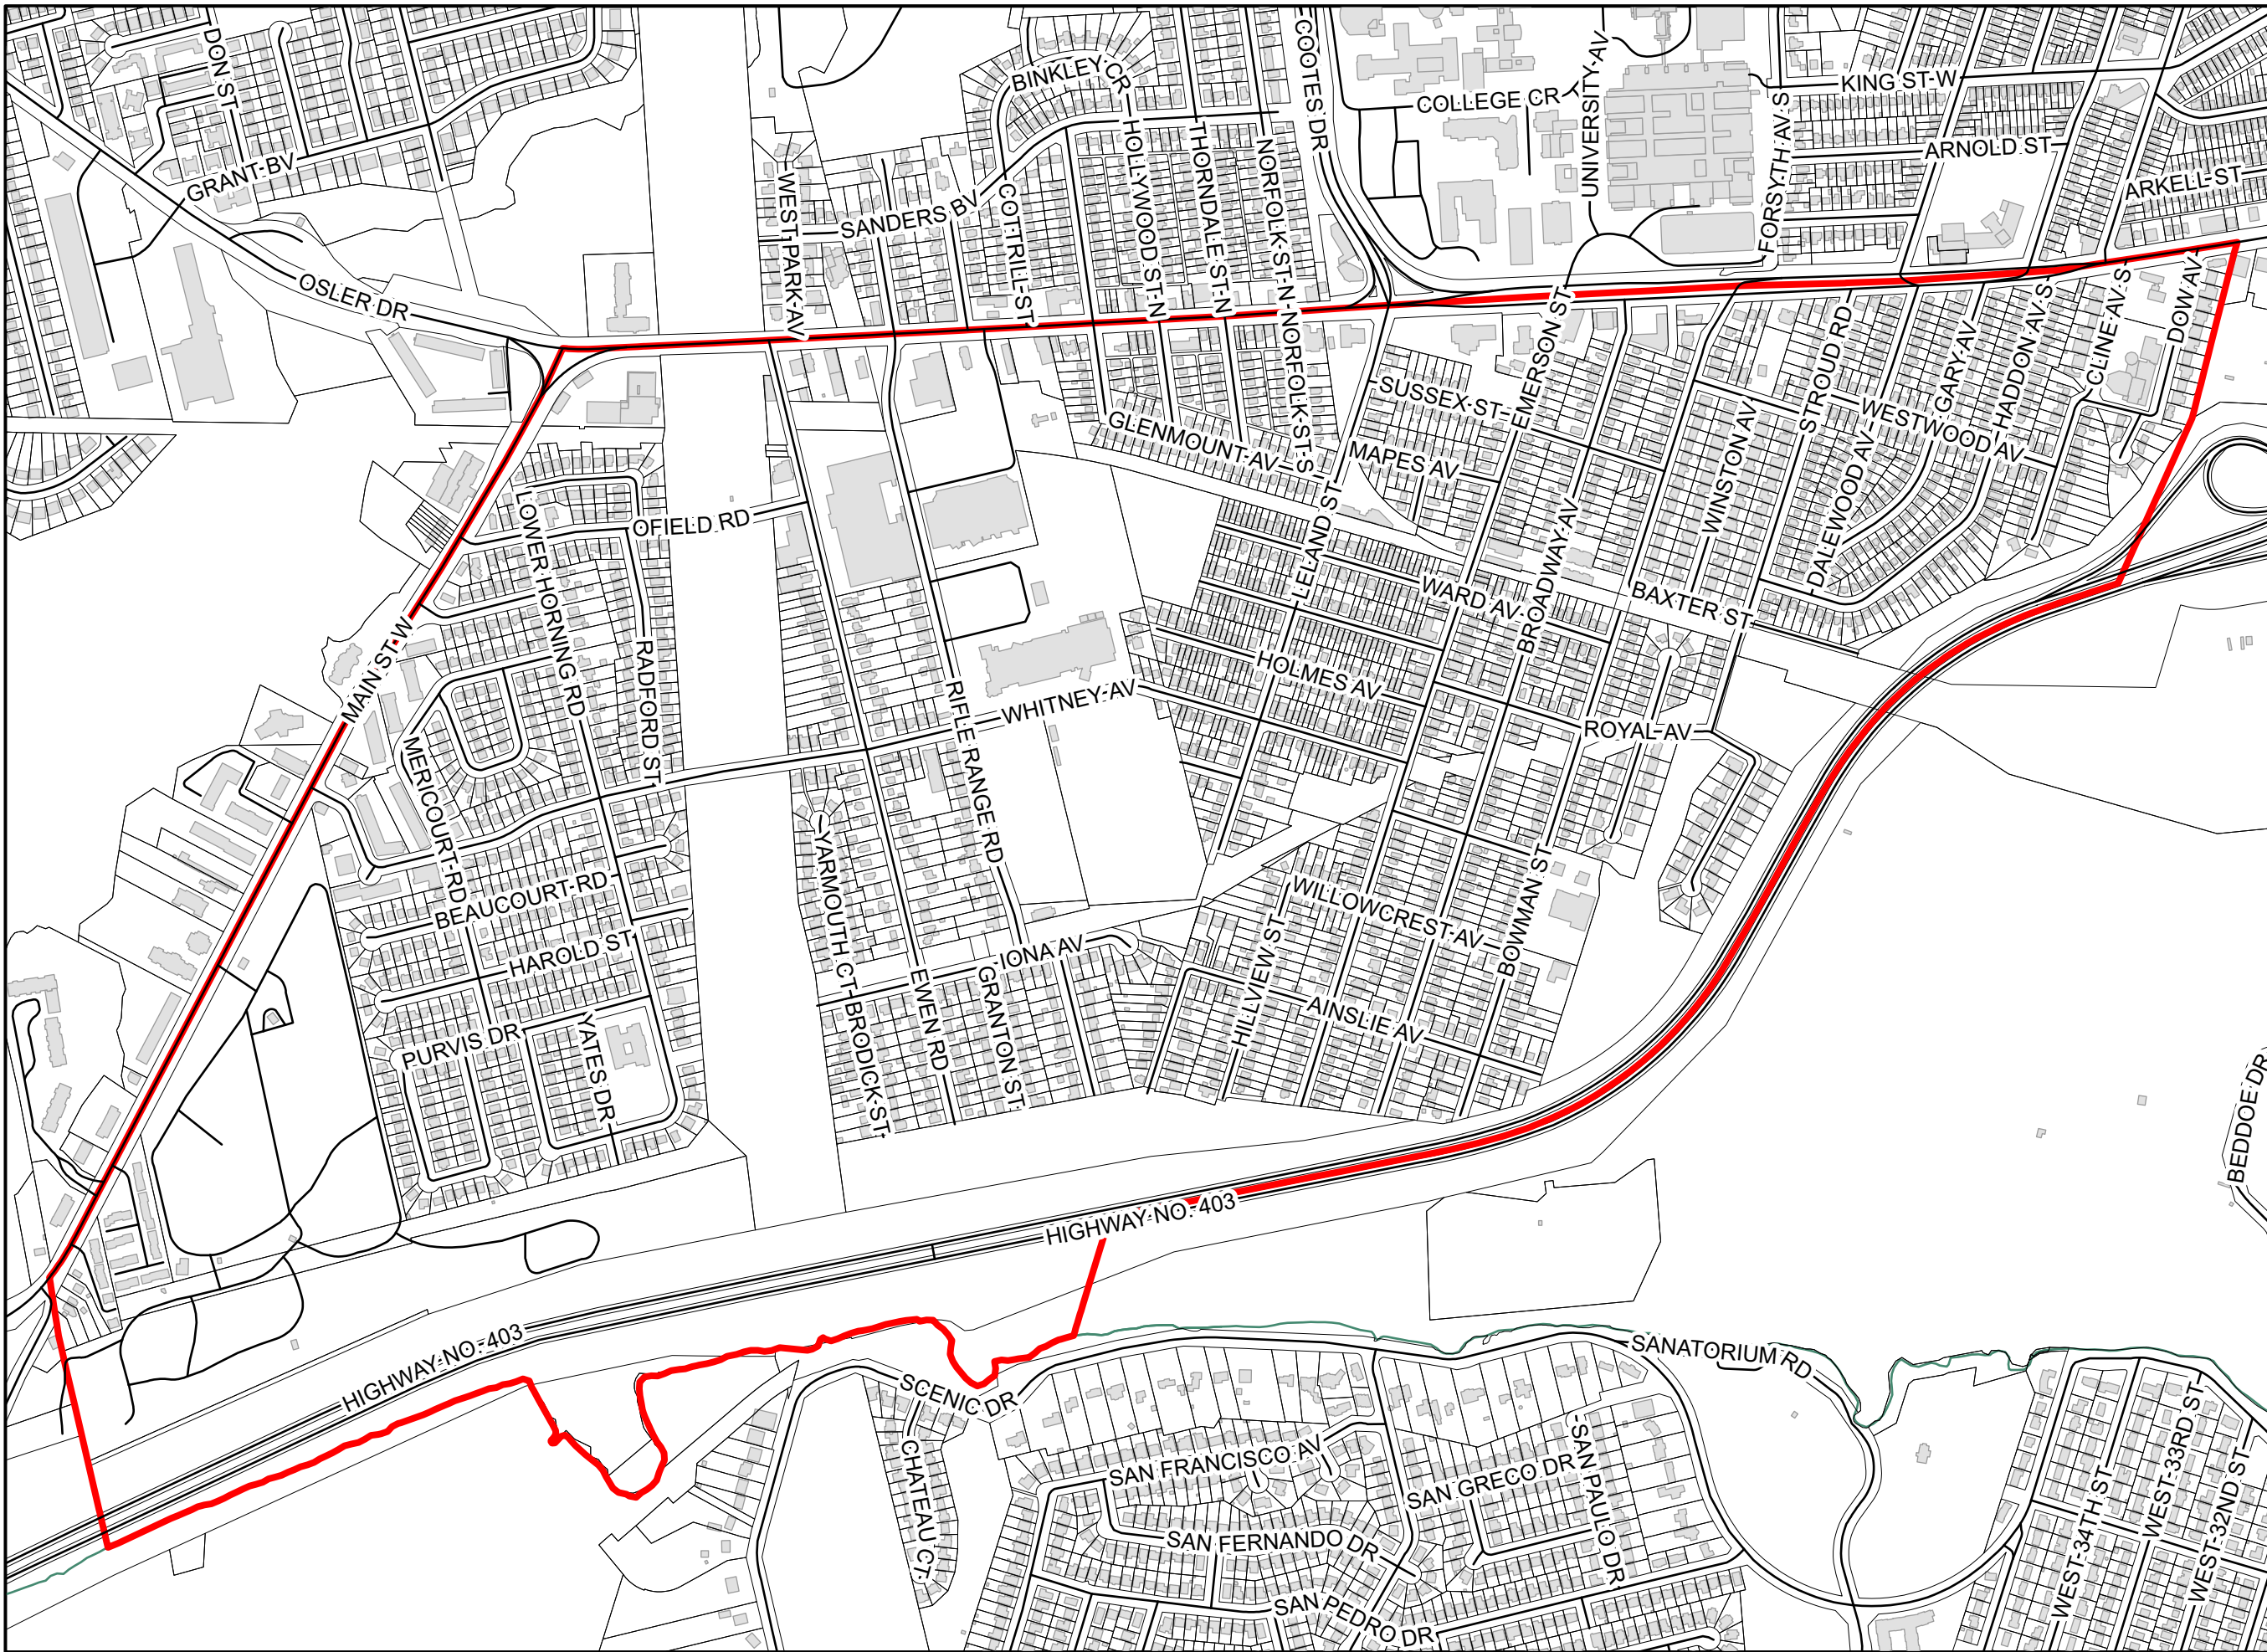 DON ST
GRANT BV
OSLER DR
BINKLEY CR
COOTES DR
COLLEGE CR
UNIVERSITY AV
KING ST W
FORSYTH AV S
ARNOLD ST
ARKELL ST
WEST PARK AV
SANDERS BV
COTTRILL ST
HOLLYWOOD ST N
THORNDALE ST N
NORFOLK ST N
NORFOLK ST S
EMERSON ST
STROUD RD
GARY AV
HADDON AV S
CLINE AV S
DOW AV
SUSSEX ST
GLENMOUNT AV
MAPES AV
WINSTON AV
DALEWOOD AV
WESTWOOD AV
LOWER HORNING RD
OFIELD RD
LELAND ST
BROADWAY AV
WARD AV
BAXTER ST
MAIN ST W
RADFORD ST
HOLMES AV
WHITNEY AV
ROYAL AV
MERICOURT RD
RIFLE RANGE RD
YARMOUTH CT
BRODICK ST
BEAUCOURT RD
HAROLD ST
WILLOWCREST AV
BOWMAN ST
HILLVIEW ST
IONA AV
EWEN RD
GRANTON ST
AINSLIE AV
PURVIS DR
YATES DR
BEDDOE DR
HIGHWAY NO. 403
HIGHWAY NO. 403
SCENIC DR
SANATORIUM RD
CHATEAU CT
SAN FRANCISCO AV
SAN GRECO DR
SAN PAULO DR
SAN FERNANDO DR
SAN PEDRO DR
WEST 34TH ST
WEST 33RD ST
WEST 32ND ST